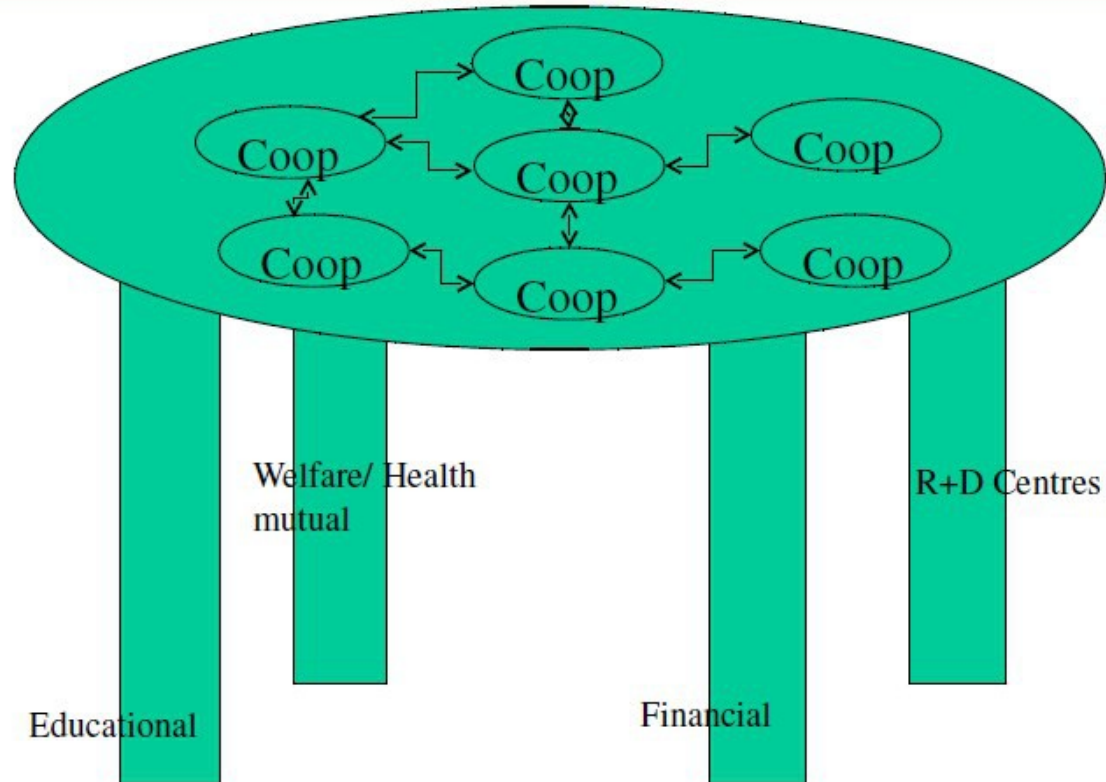 Coop
Coop
Coop
Coop
Coop
Coop
Coop
Welfare/ Health
mutual
R+D Centres
Educational
Financial